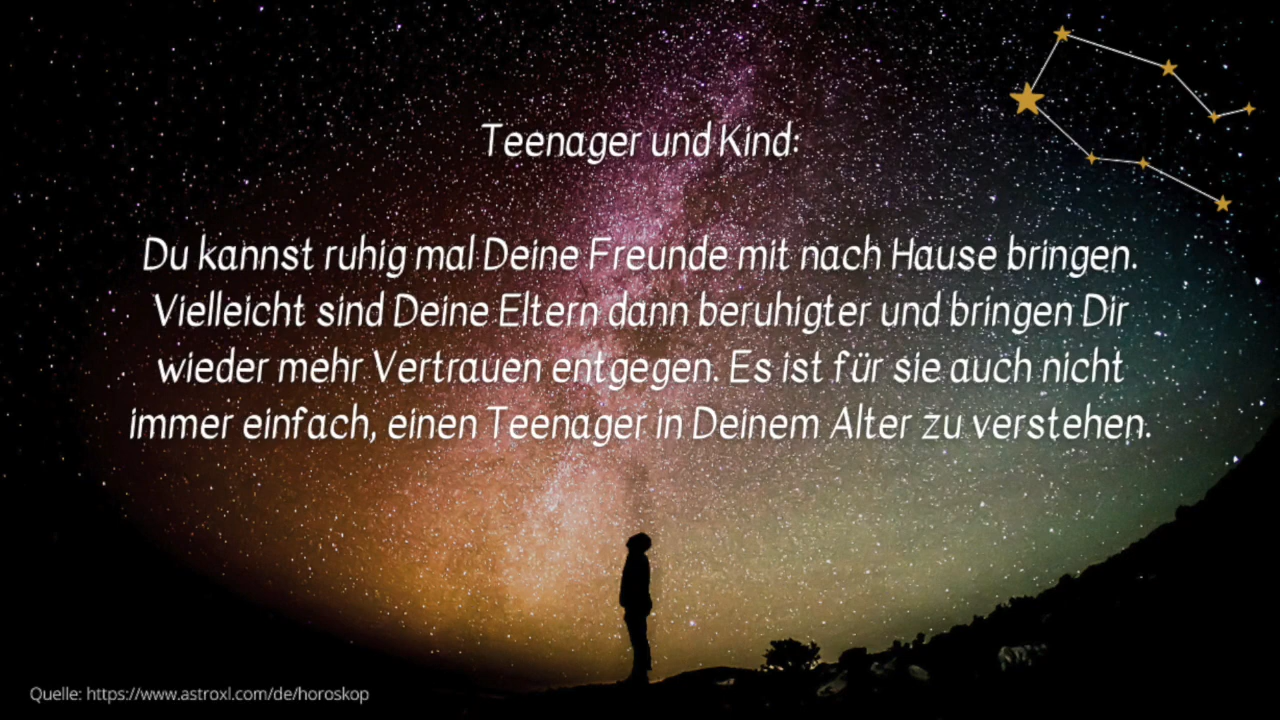 Teenager und Kind:
Du kannst ruhig mal Deine Freunde mit nach Hause bringen.
Vielleicht sind Deine Eltern dann beruhigter und bringen Dir
wieder mehr Vertrauen entgegen. Es ist für sie auch nicht
immer einfach, einen Teenager in Deinem Alter zu verstehen.
Quelle: https://www.astroxl.com/de/horoskop